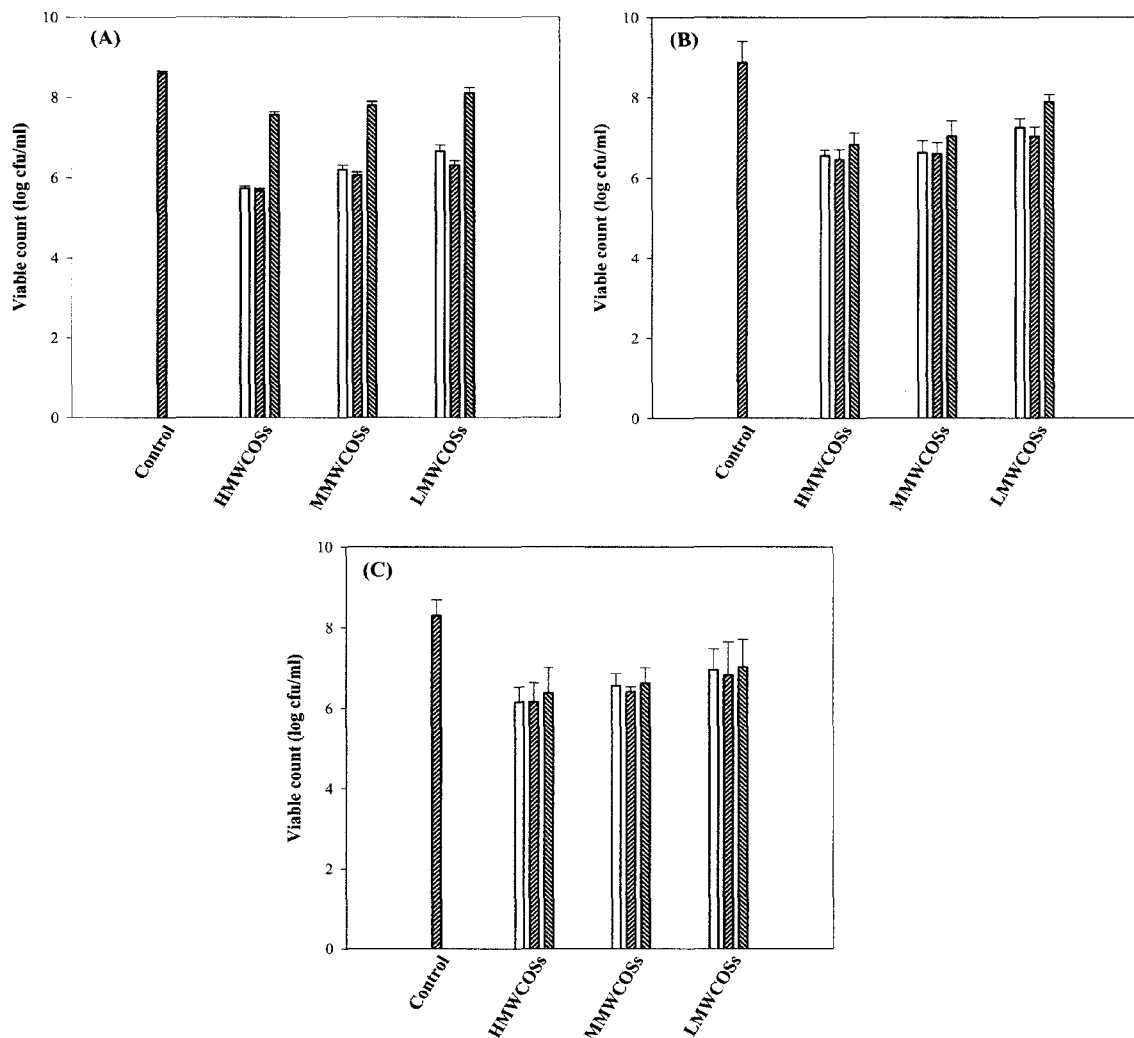 (A)
Viable count (log cfu/ml)
10
8
6
4
2
0
Control
HMWCOSs
MMWCOSs
LMWCOSs
(B)
Viable count (log cfu/ml)
10
8
6
4
2
0
Control
HMWCOSs
MMWCOSs
LMWCOSs
(C)
Viable count (log cfu/ml)
10
8
6
4
2
0
Control
HMWCOSs
MMWCOSs
LMWCOSs